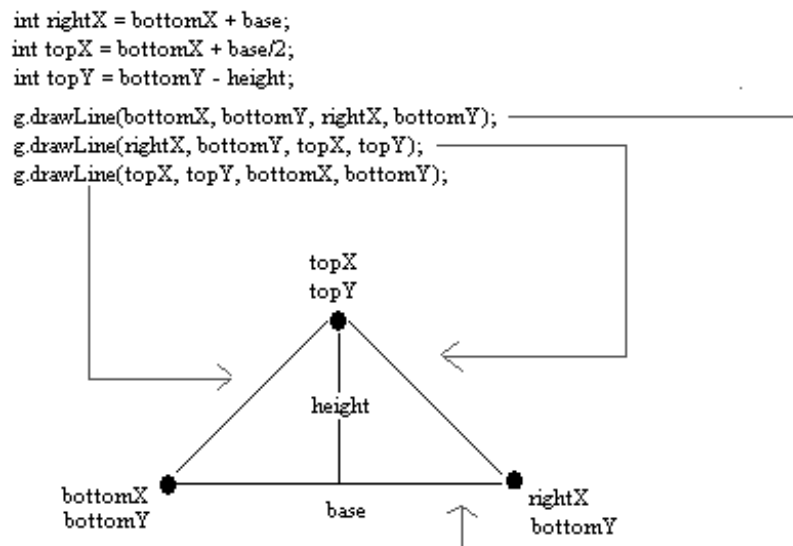 int rightX = bottomX + base;
int topX = bottomX + base/2;
int topY = bottomY - height;
g.drawLine(bottomX, bottomY, rightX, bottomY);
g.drawLine(rightX, bottomY, topX, topY);
g.drawLine(topX, topY, bottomX, bottomY);
topX
topY
height
bottomX
bottomY
base
rightX
bottomY